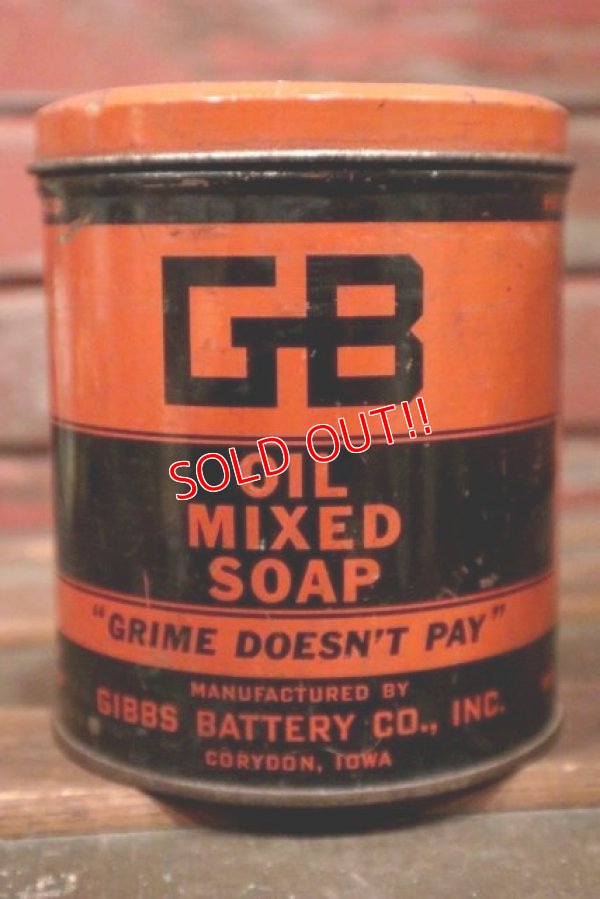 GB
SOLD OUT!!
OIL
MIXED
SOAP
"GRIME DOESN'T PAY"
MANUFACTURED BY
GIBBS BATTERY CO., INC.
CORYDON, IOWA